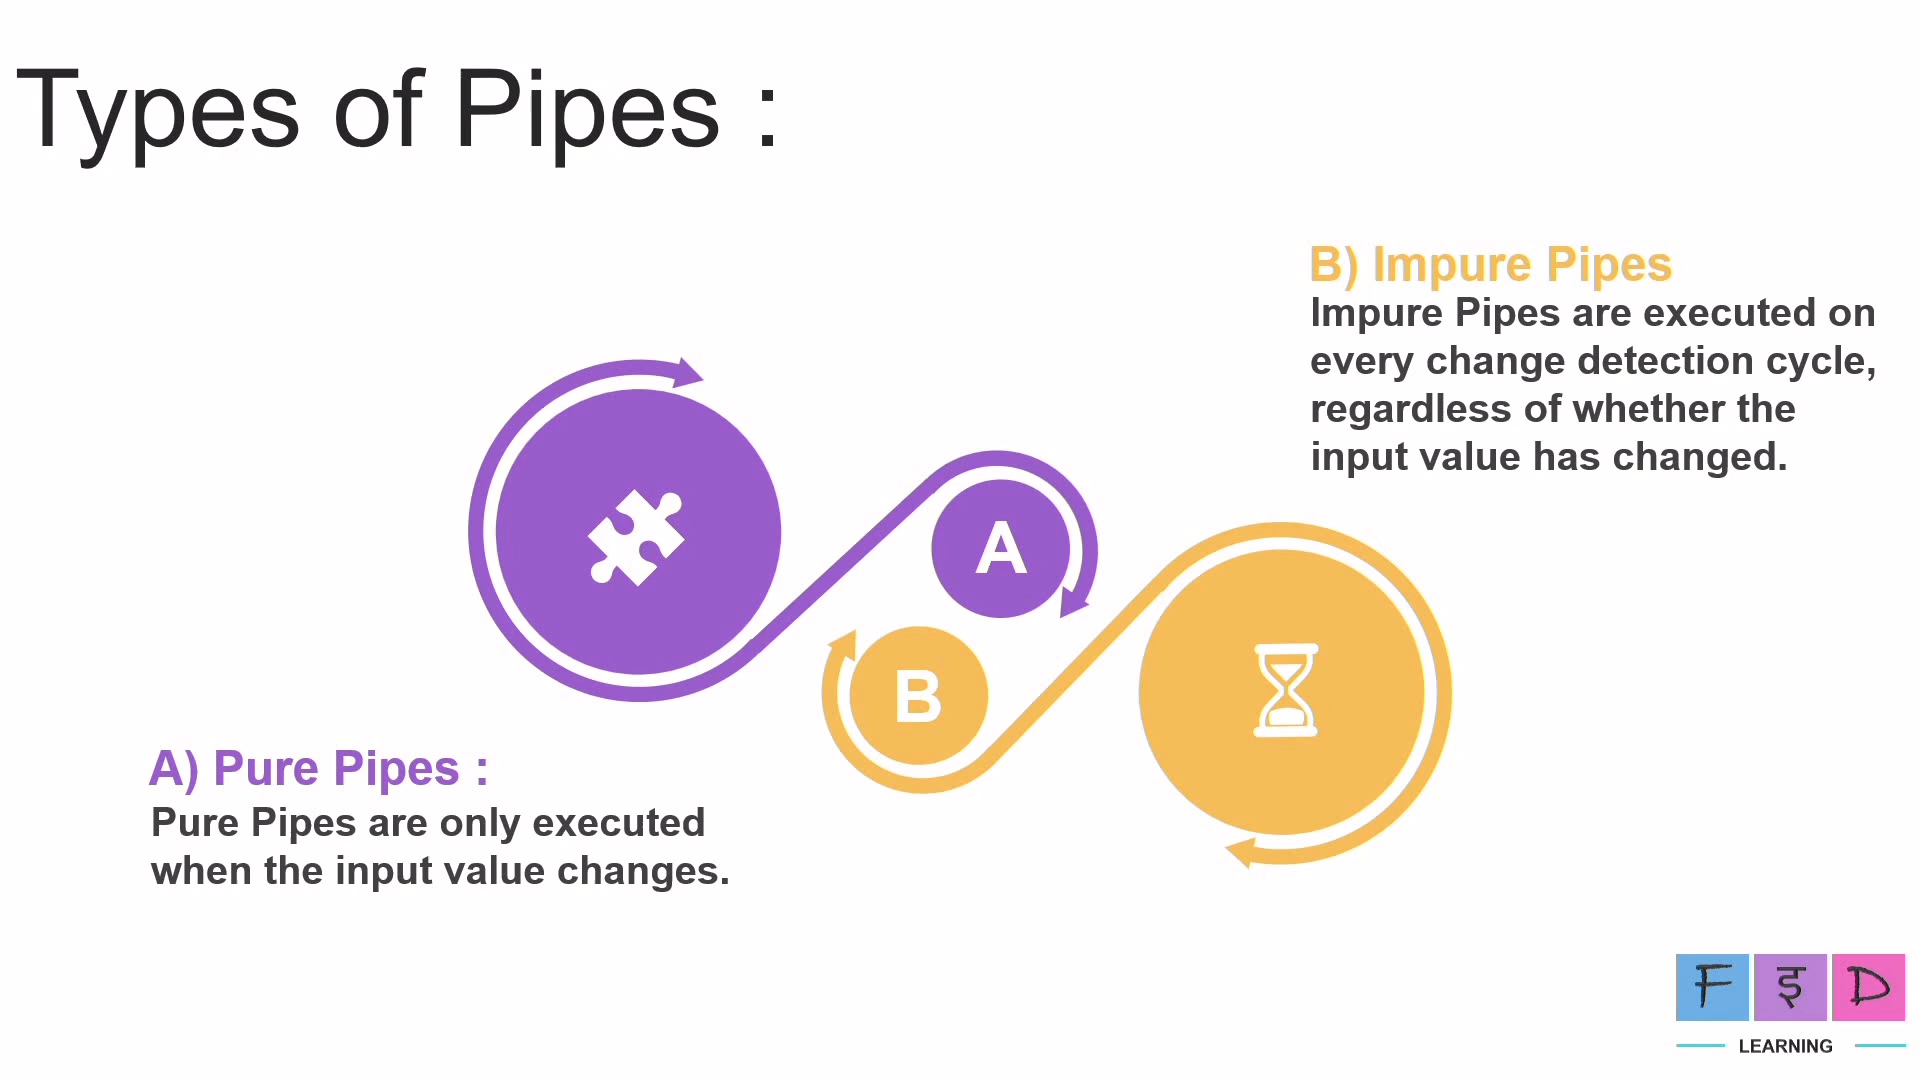 Types of Pipes :
B) Impure Pipes
Impure Pipes are executed on
every change detection cycle,
regardless of whether the
input value has changed.
A
B
A) Pure Pipes :
Pure Pipes are only executed
when the input value changes.
F इ D
LEARNING